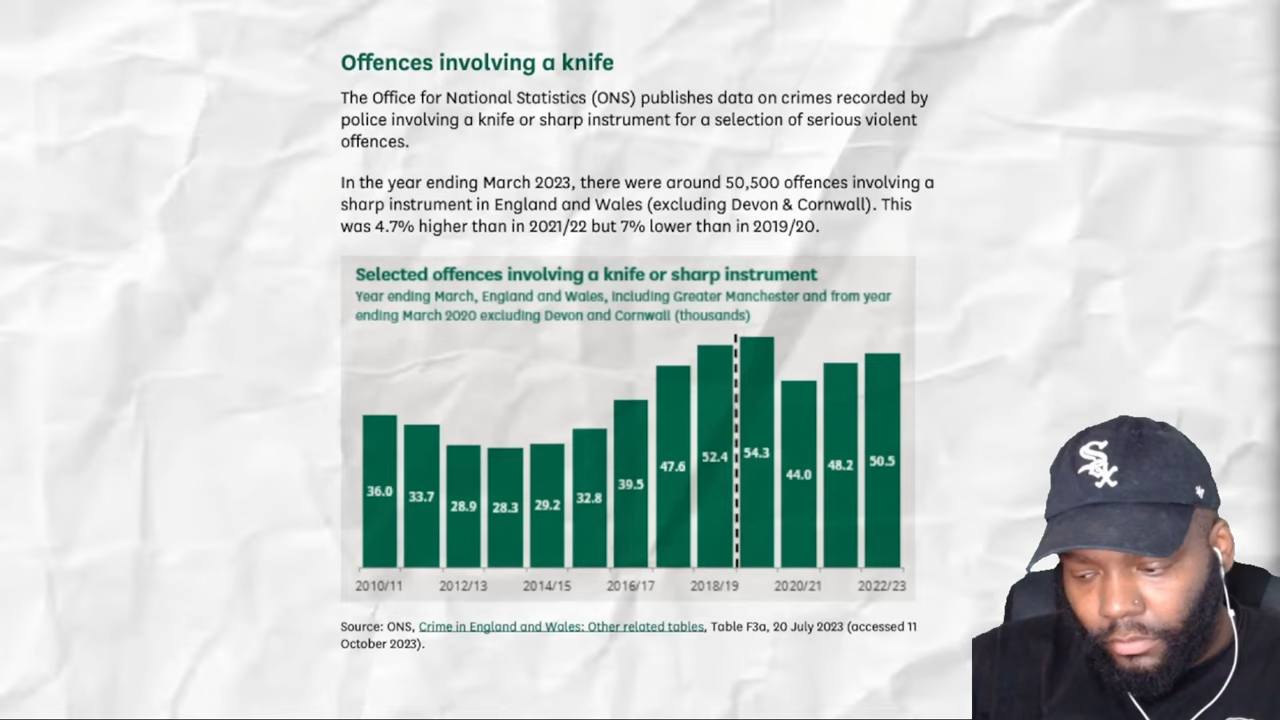 Offences involving a knife
The Office for National Statistics (ONS) publishes data on crimes recorded by
police involving a knife or sharp instrument for a selection of serious violent
offences.
In the year ending March 2023, there were around 50,500 offences involving a
sharp instrument in England and Wales (excluding Devon & Cornwall). This
was 4.7% higher than in 2021/22 but 7% lower than in 2019/20.
Selected offences involving a knife or sharp instrument
Year ending March, England and Wales, including Greater Manchester and from year
ending March 2020 excluding Devon and Cornwall (thousands)
36.0 33.7 28.9 28.3 29.2 32.8 39.5 47.6 52.4 54.3 44.0 48.2 50.5
2010/11 2012/13 2014/15 2016/17 2018/19 2020/21 2022/23
Source: ONS, Crime in England and Wales: Other related tables, Table F3a, 20 July 2023 (accessed 11
October 2023).
Sox